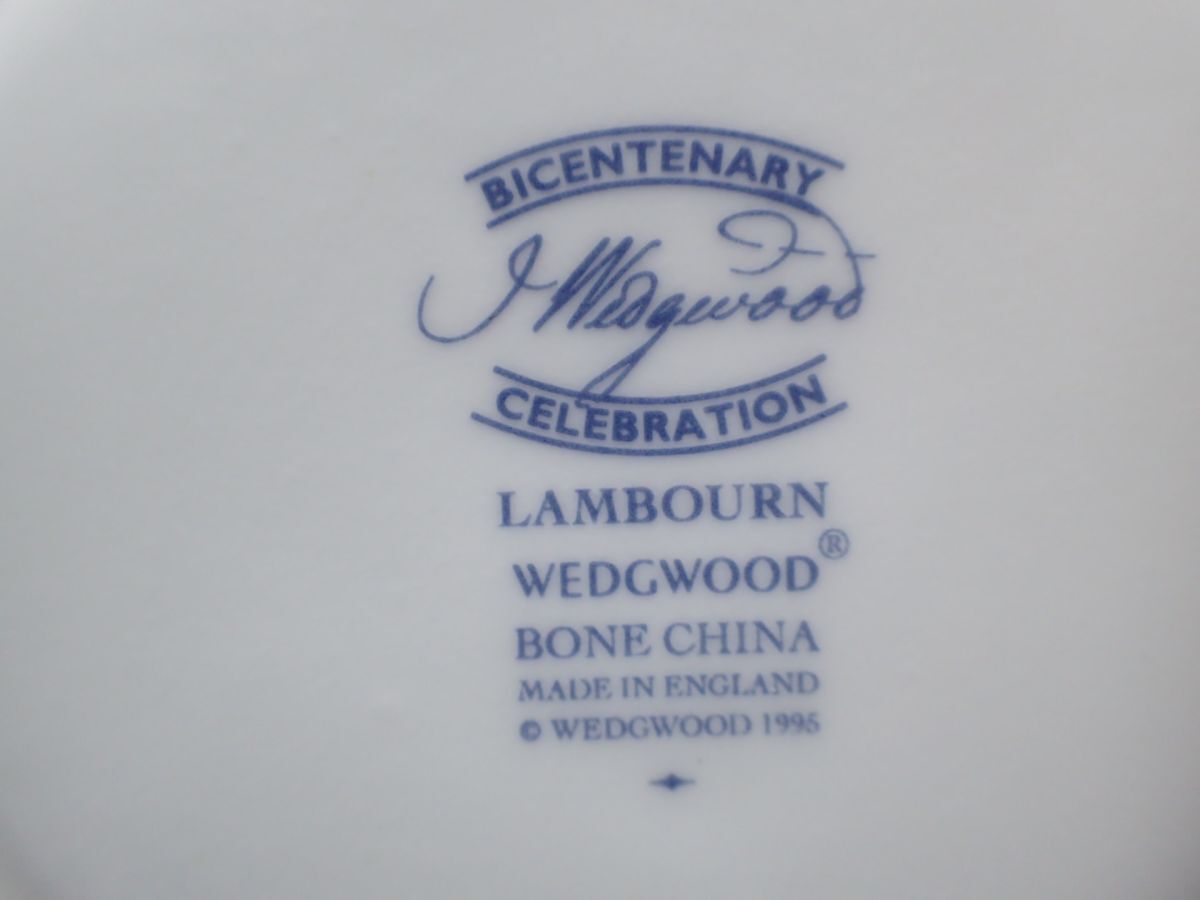 BICENTENARY
J Wedgwood
CELEBRATION
LAMBOURN
WEDGWOOD®
BONE CHINA
MADE IN ENGLAND
© WEDGWOOD 1995